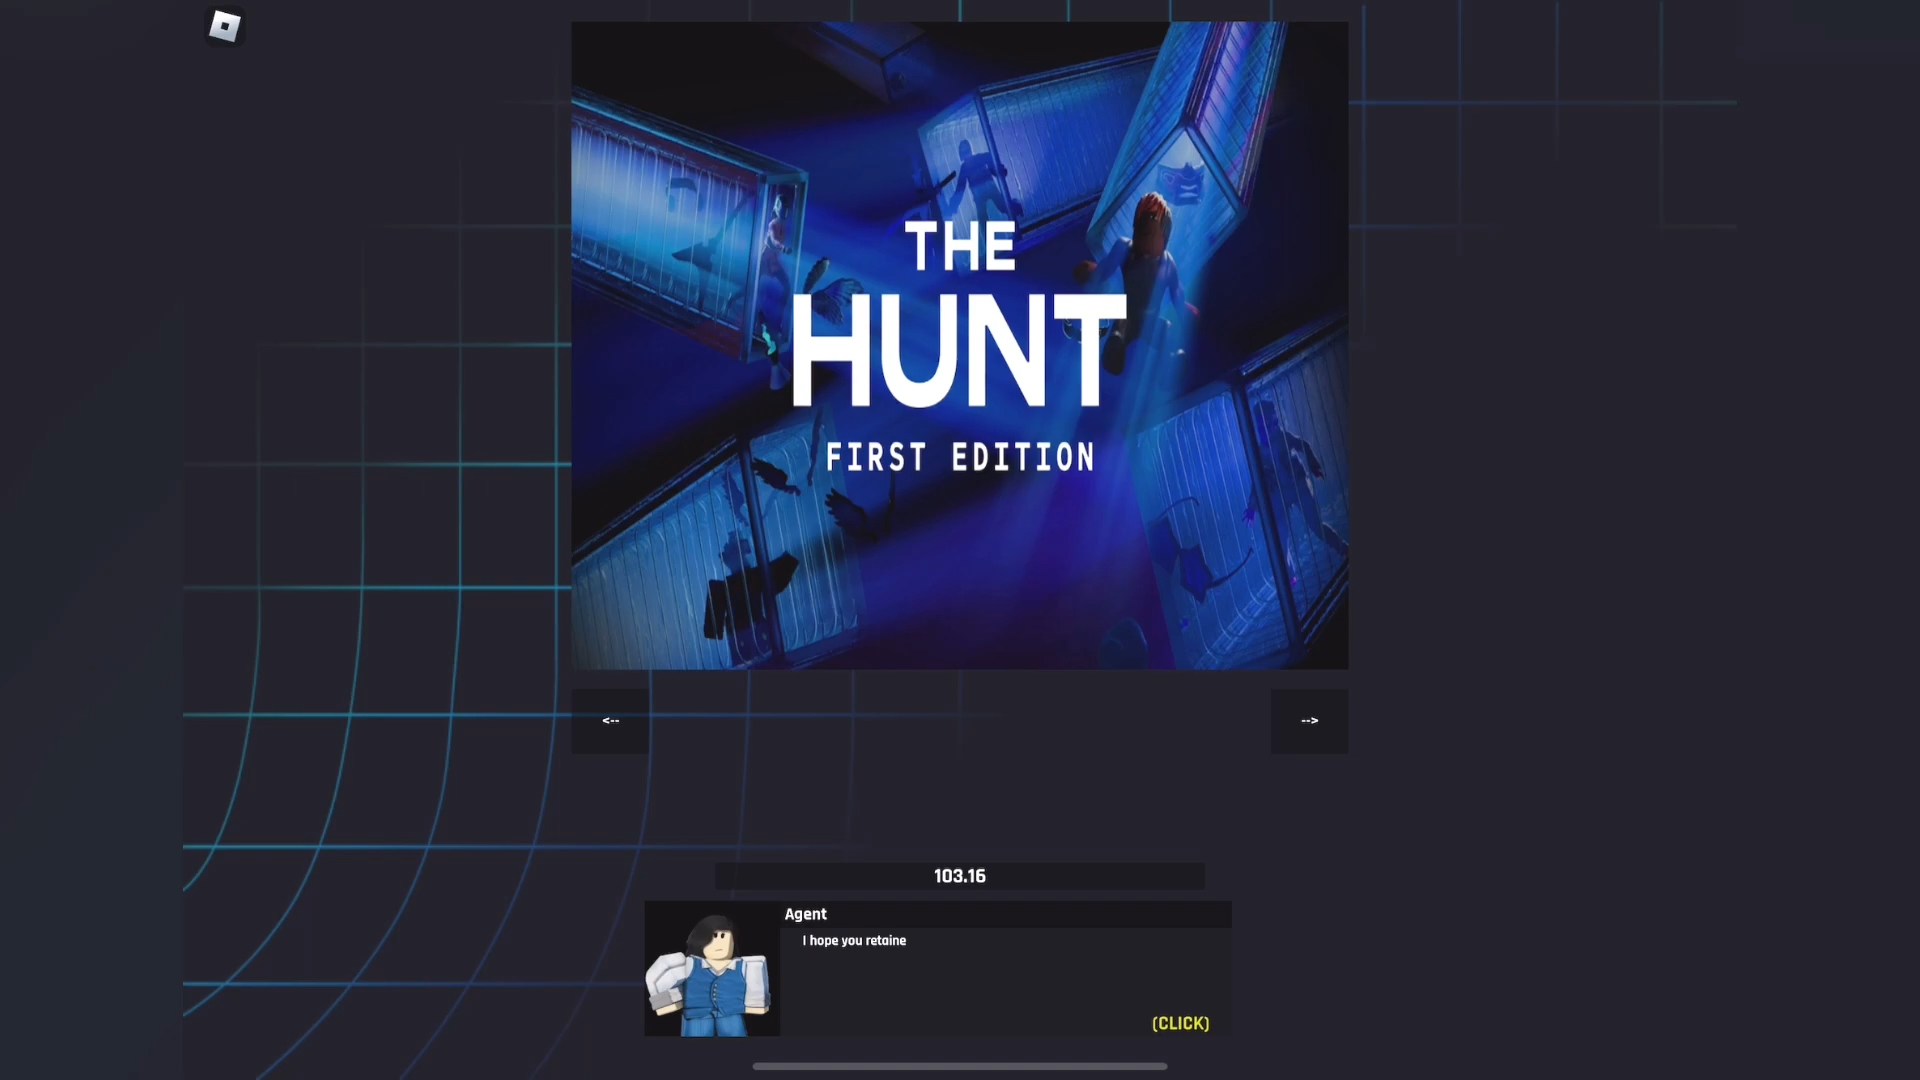 THE
HUNT
FIRST EDITION
<--
-->
103.16
Agent
I hope you retaine
(CLICK)